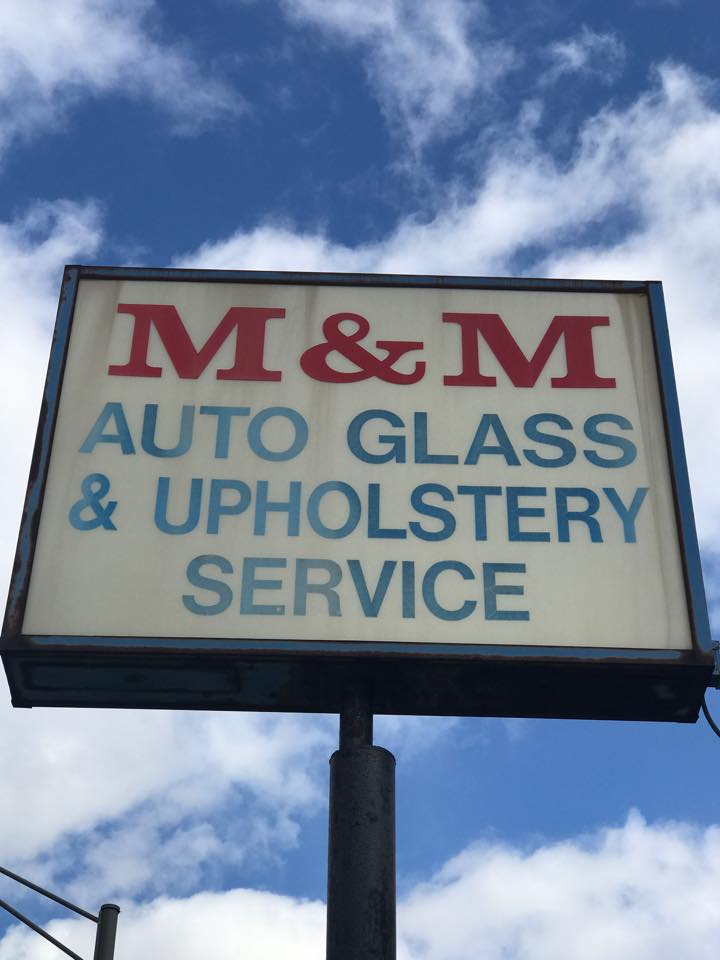 M&M
AUTO GLASS
& UPHOLSTERY
SERVICE